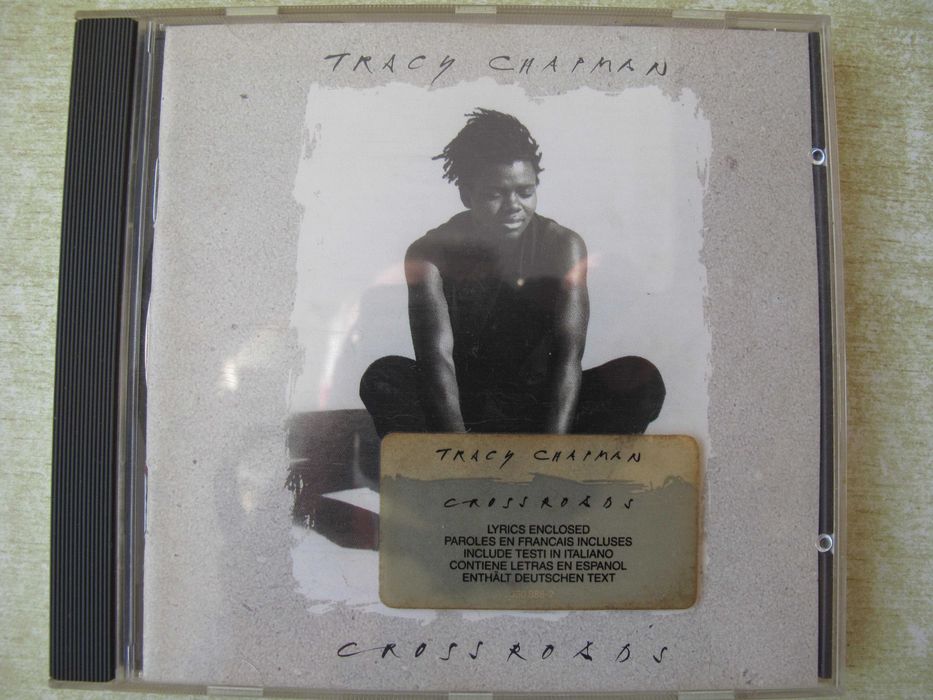 TRACY CHAPMAN
TRACY CHAPMAN
CROSSROADS
LYRICS ENCLOSED
PAROLES EN FRANCAIS INCLUSES
INCLUDE TESTI IN ITALIANO
CONTIENE LETRAS EN ESPANOL
ENTHÄLT DEUTSCHEN TEXT
CROSSROADS